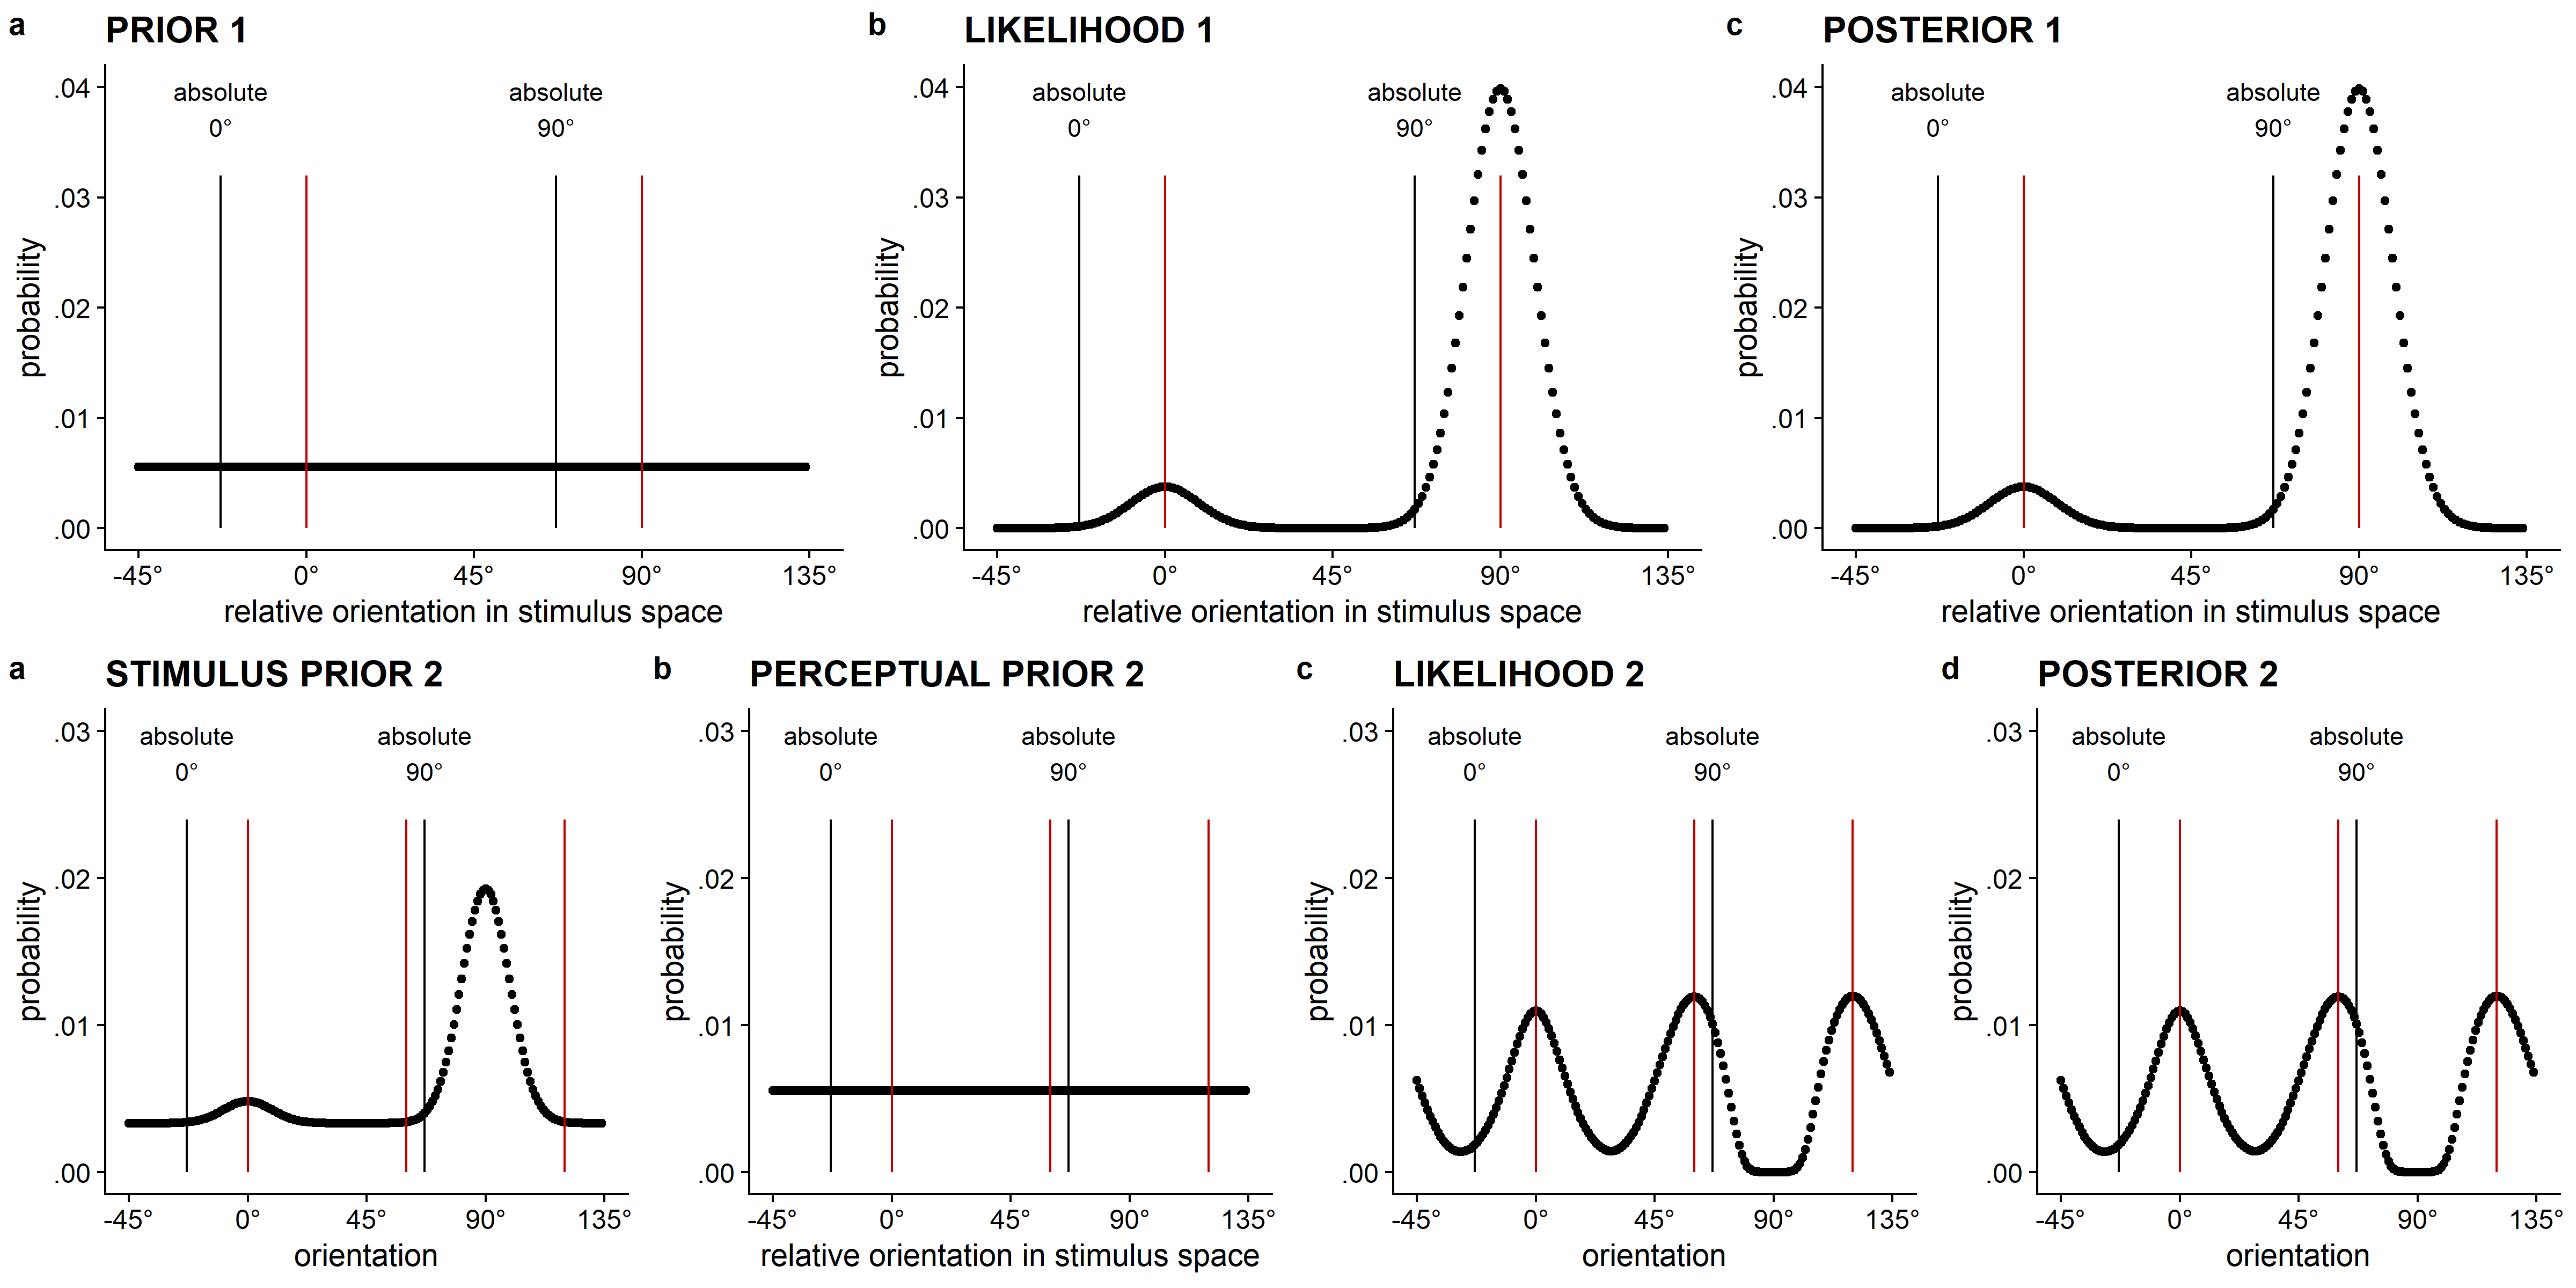 a PRIOR 1
absolute 0°
absolute 90°
.04
.03
.02
.01
.00
probability
-45° 0° 45° 90° 135°
relative orientation in stimulus space
b LIKELIHOOD 1
absolute 0°
absolute 90°
.04
.03
.02
.01
.00
probability
-45° 0° 45° 90° 135°
relative orientation in stimulus space
c POSTERIOR 1
absolute 0°
absolute 90°
.04
.03
.02
.01
.00
probability
-45° 0° 45° 90° 135°
relative orientation in stimulus space
a STIMULUS PRIOR 2
absolute 0°
absolute 90°
.03
.02
.01
.00
probability
-45° 0° 45° 90° 135°
orientation
b PERCEPTUAL PRIOR 2
absolute 0°
absolute 90°
.03
.02
.01
.00
probability
-45° 0° 45° 90° 135°
relative orientation in stimulus space
c LIKELIHOOD 2
absolute 0°
absolute 90°
.03
.02
.01
.00
probability
-45° 0° 45° 90° 135°
orientation
d POSTERIOR 2
absolute 0°
absolute 90°
.03
.02
.01
.00
probability
-45° 0° 45° 90° 135°
orientation